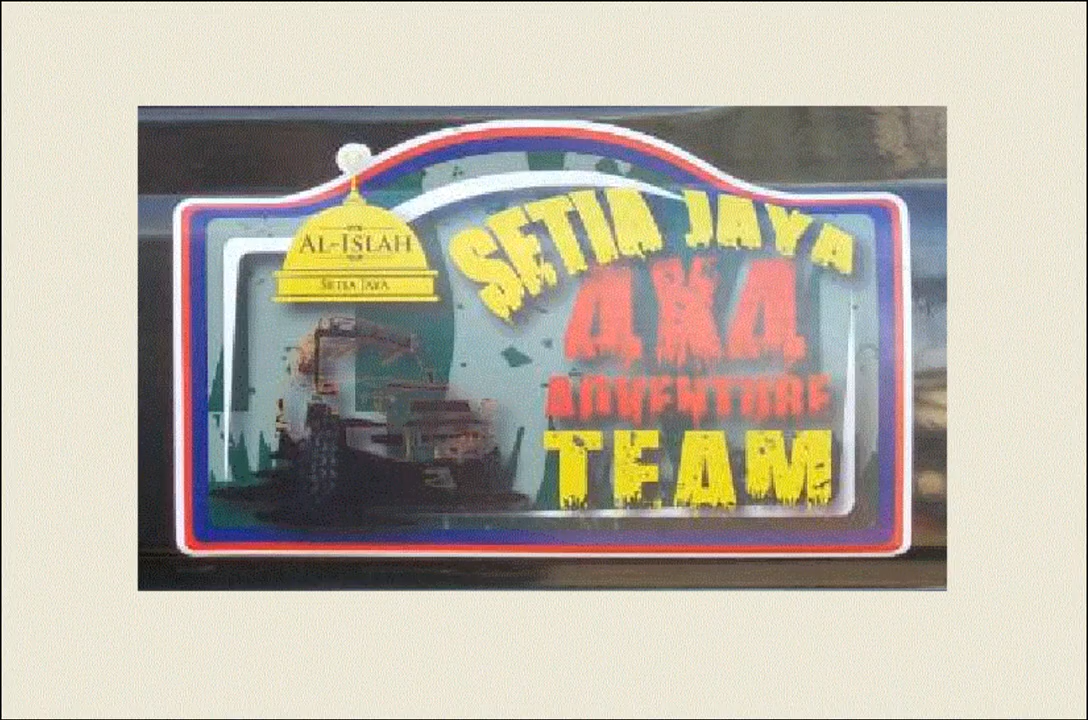 AL-ISLAH
SETIA JAYA
SETIA JAYA
4X4
ADVENTURE
TEAM